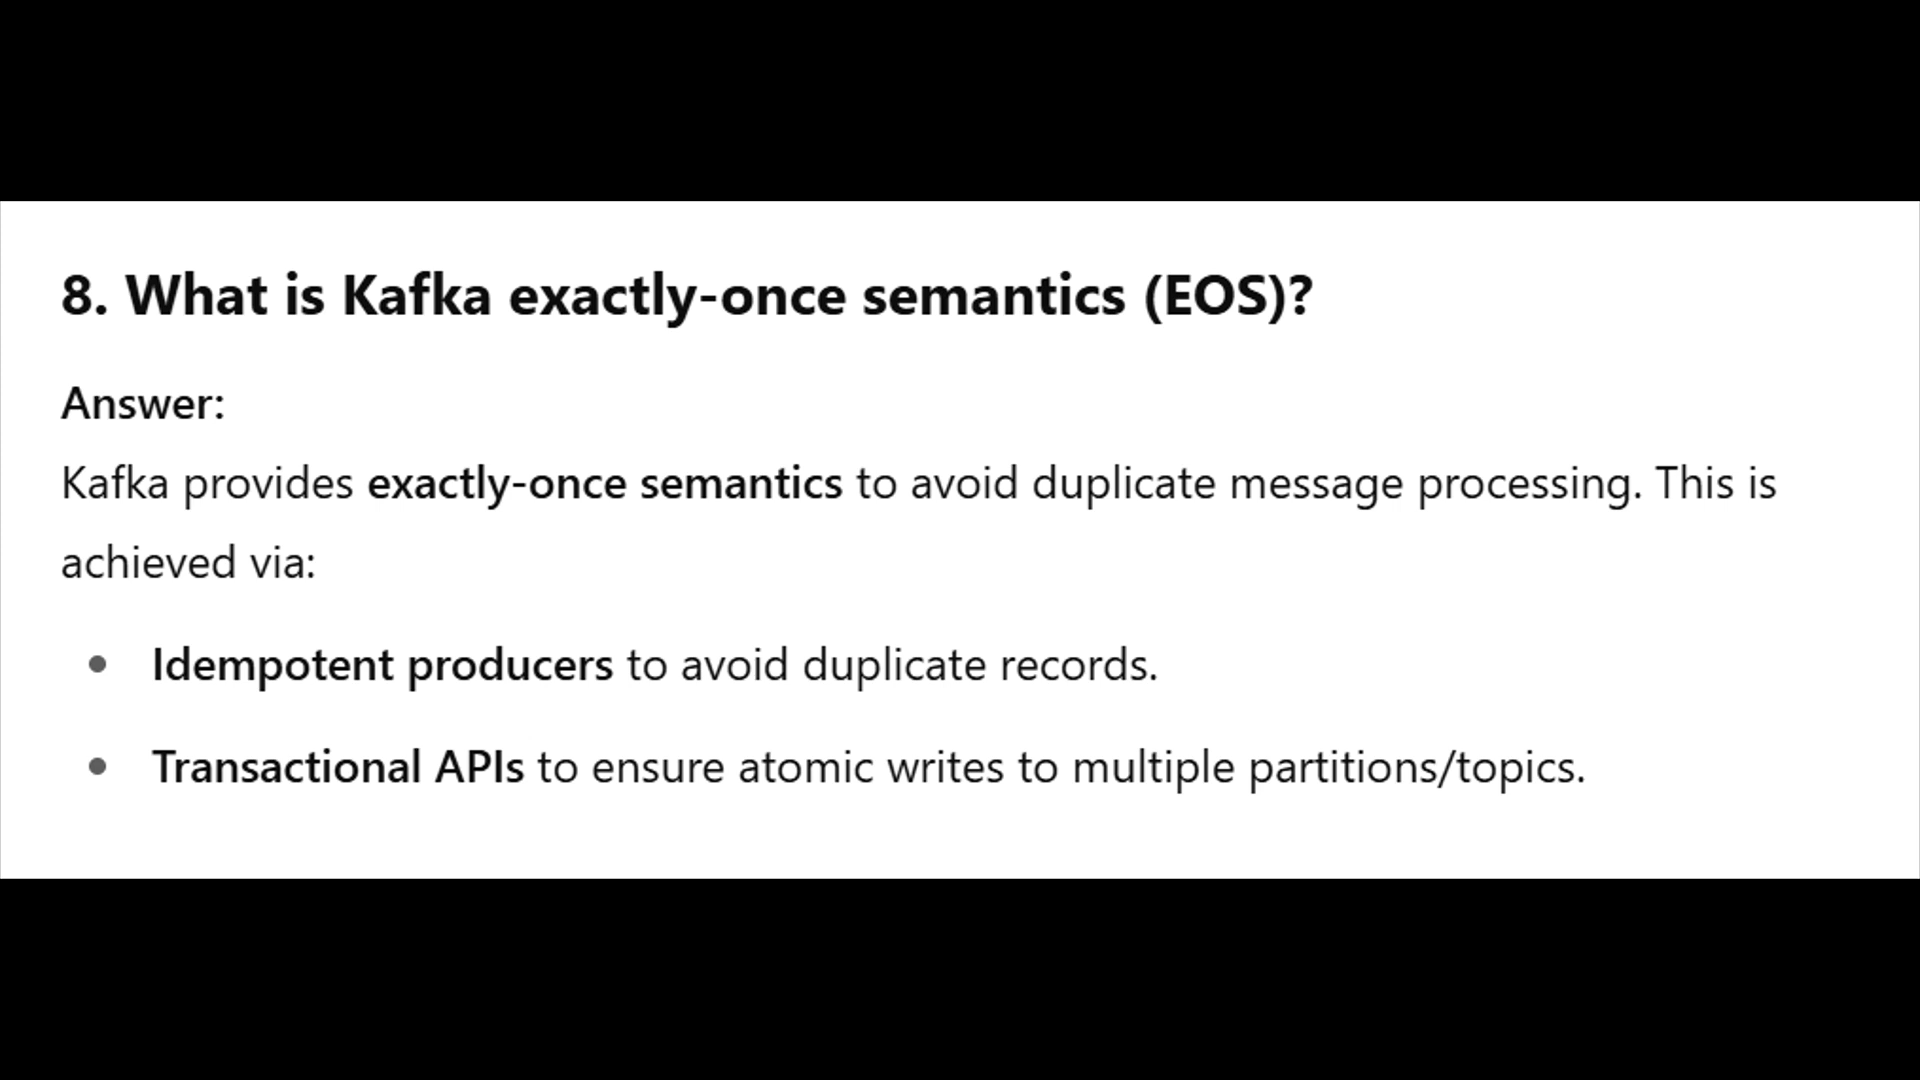 8. What is Kafka exactly-once semantics (EOS)?
Answer:
Kafka provides exactly-once semantics to avoid duplicate message processing. This is
achieved via:
• Idempotent producers to avoid duplicate records.
• Transactional APIs to ensure atomic writes to multiple partitions/topics.